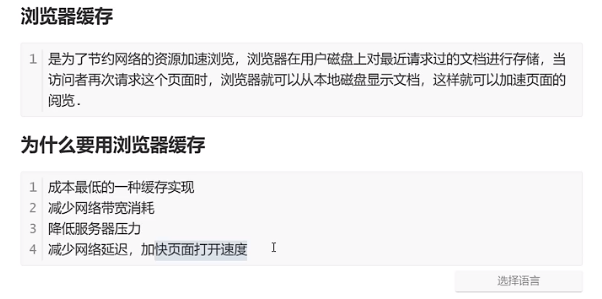 浏览器缓存
1 是为了节约网络的资源加速浏览，浏览器在用户磁盘上对最近请求过的文档进行存储，当
访问者再次请求这个页面时，浏览器就可以从本地磁盘显示文档，这样就可以加速页面的
阅览.
为什么要用浏览器缓存
1 成本最低的一种缓存实现
2 减少网络带宽消耗
3 降低服务器压力
4 减少网络延迟，加快页面打开速度
选择语言